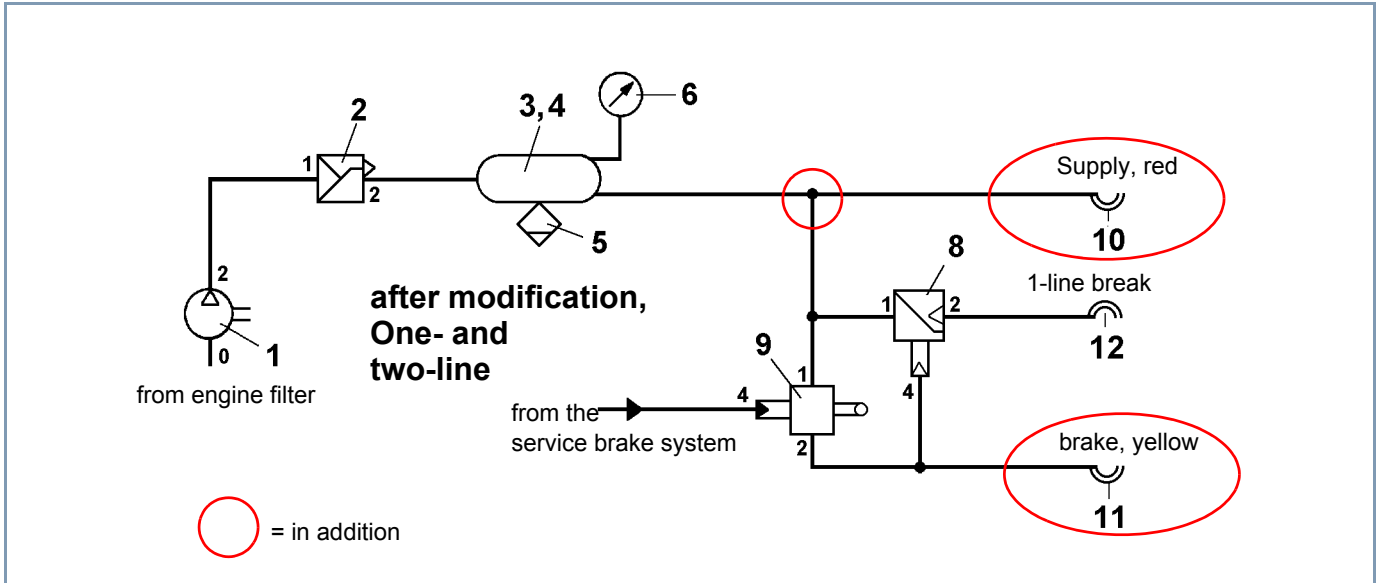 6
3, 4
2
1
2
Supply, red
5
10
8
2
1-line break
after modification,
One- and
two-line
1
2
12
9
1
0
1
from engine filter
4
4
from the
service brake system
2
brake, yellow
11
= in addition